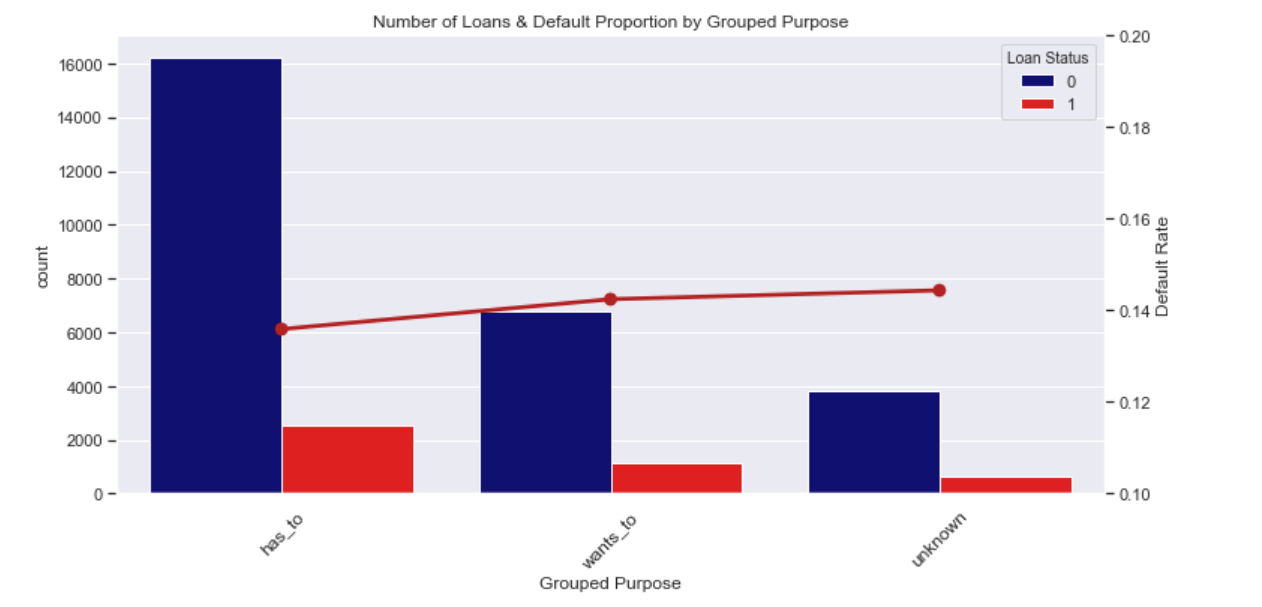 Number of Loans & Default Proportion by Grouped Purpose
Loan Status
0
1
16000
14000
12000
10000
8000
6000
4000
2000
0
count
0.20
0.18
0.16
0.14
0.12
0.10
Default Rate
has_to
wants_to
unknown
Grouped Purpose